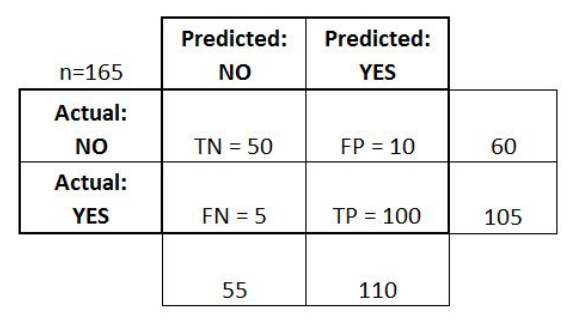 Predicted: Predicted:
n=165 NO YES
Actual:
NO TN = 50 FP = 10 60
Actual:
YES FN = 5 TP = 100 105
55 110